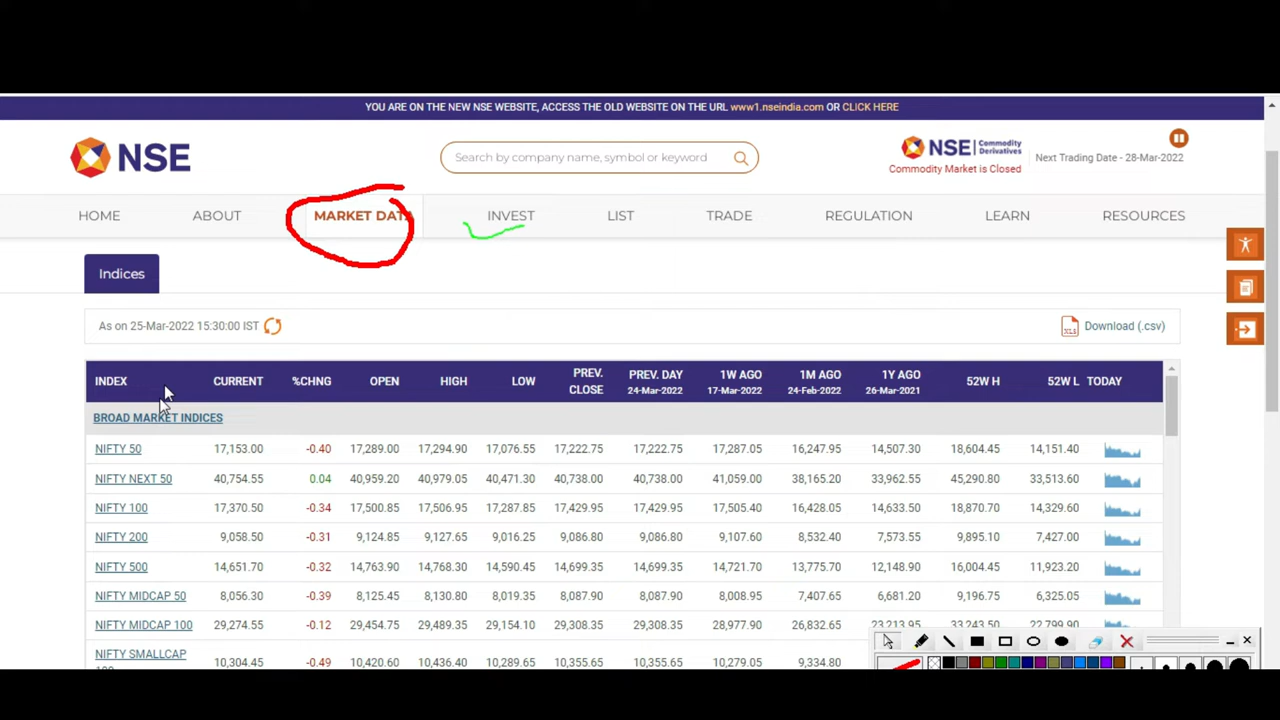 YOU ARE ON THE NEW NSE WEBSITE, ACCESS THE OLD WEBSITE ON THE URL www1.nseindia.com OR CLICK HERE
NSE Search by company name, symbol or keyword NSE Commodity Derivatives Next Trading Date - 28-Mar-2022
Commodity Market is Closed
HOME ABOUT MARKET DATA INVEST LIST TRADE REGULATION LEARN RESOURCES
Indices
As on 25-Mar-2022 15:30:00 IST XLS Download (.csv)
INDEX CURRENT %CHNG OPEN HIGH LOW PREV. CLOSE PREV. DAY 24-Mar-2022 1W AGO 17-Mar-2022 1M AGO 24-Feb-2022 1Y AGO 26-Mar-2021 52W H 52W L TODAY
BROAD MARKET INDICES
NIFTY 50 17,153.00 -0.40 17,289.00 17,294.90 17,076.55 17,222.75 17,222.75 17,287.05 16,247.95 14,507.30 18,604.45 14,151.40
NIFTY NEXT 50 40,754.55 0.04 40,959.20 40,979.05 40,471.30 40,738.00 40,738.00 41,059.00 38,165.20 33,962.55 45,290.80 33,513.60
NIFTY 100 17,370.50 -0.34 17,500.85 17,506.95 17,287.85 17,429.95 17,429.95 17,505.40 16,428.05 14,633.50 18,870.70 14,329.60
NIFTY 200 9,058.50 -0.31 9,124.85 9,127.65 9,016.25 9,086.80 9,086.80 9,107.60 8,532.40 7,573.55 9,895.10 7,427.00
NIFTY 500 14,651.70 -0.32 14,763.90 14,768.30 14,590.45 14,699.35 14,699.35 14,721.70 13,775.70 12,148.90 16,004.45 11,923.20
NIFTY MIDCAP 50 8,056.30 -0.39 8,125.45 8,130.80 8,019.35 8,087.90 8,087.90 8,008.95 7,407.65 6,681.20 9,196.75 6,325.05
NIFTY MIDCAP 100 29,274.55 -0.12 29,454.75 29,489.35 29,154.10 29,308.35 29,308.35 28,977.90 26,832.65 23,213.95 33,243.50 22,799.90
NIFTY SMALLCAP 10,304.45 -0.49 10,420.60 10,436.40 10,289.65 10,355.65 10,355.65 10,279.05 9,334.80